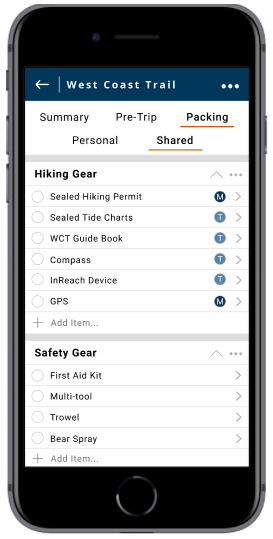 West Coast Trail
Summary Pre-Trip Packing
Personal Shared
Hiking Gear
Sealed Hiking Permit M
Sealed Tide Charts T
WCT Guide Book T
Compass T
InReach Device T
GPS M
Add Item...
Safety Gear
First Aid Kit
Multi-tool
Trowel
Bear Spray
Add Item...